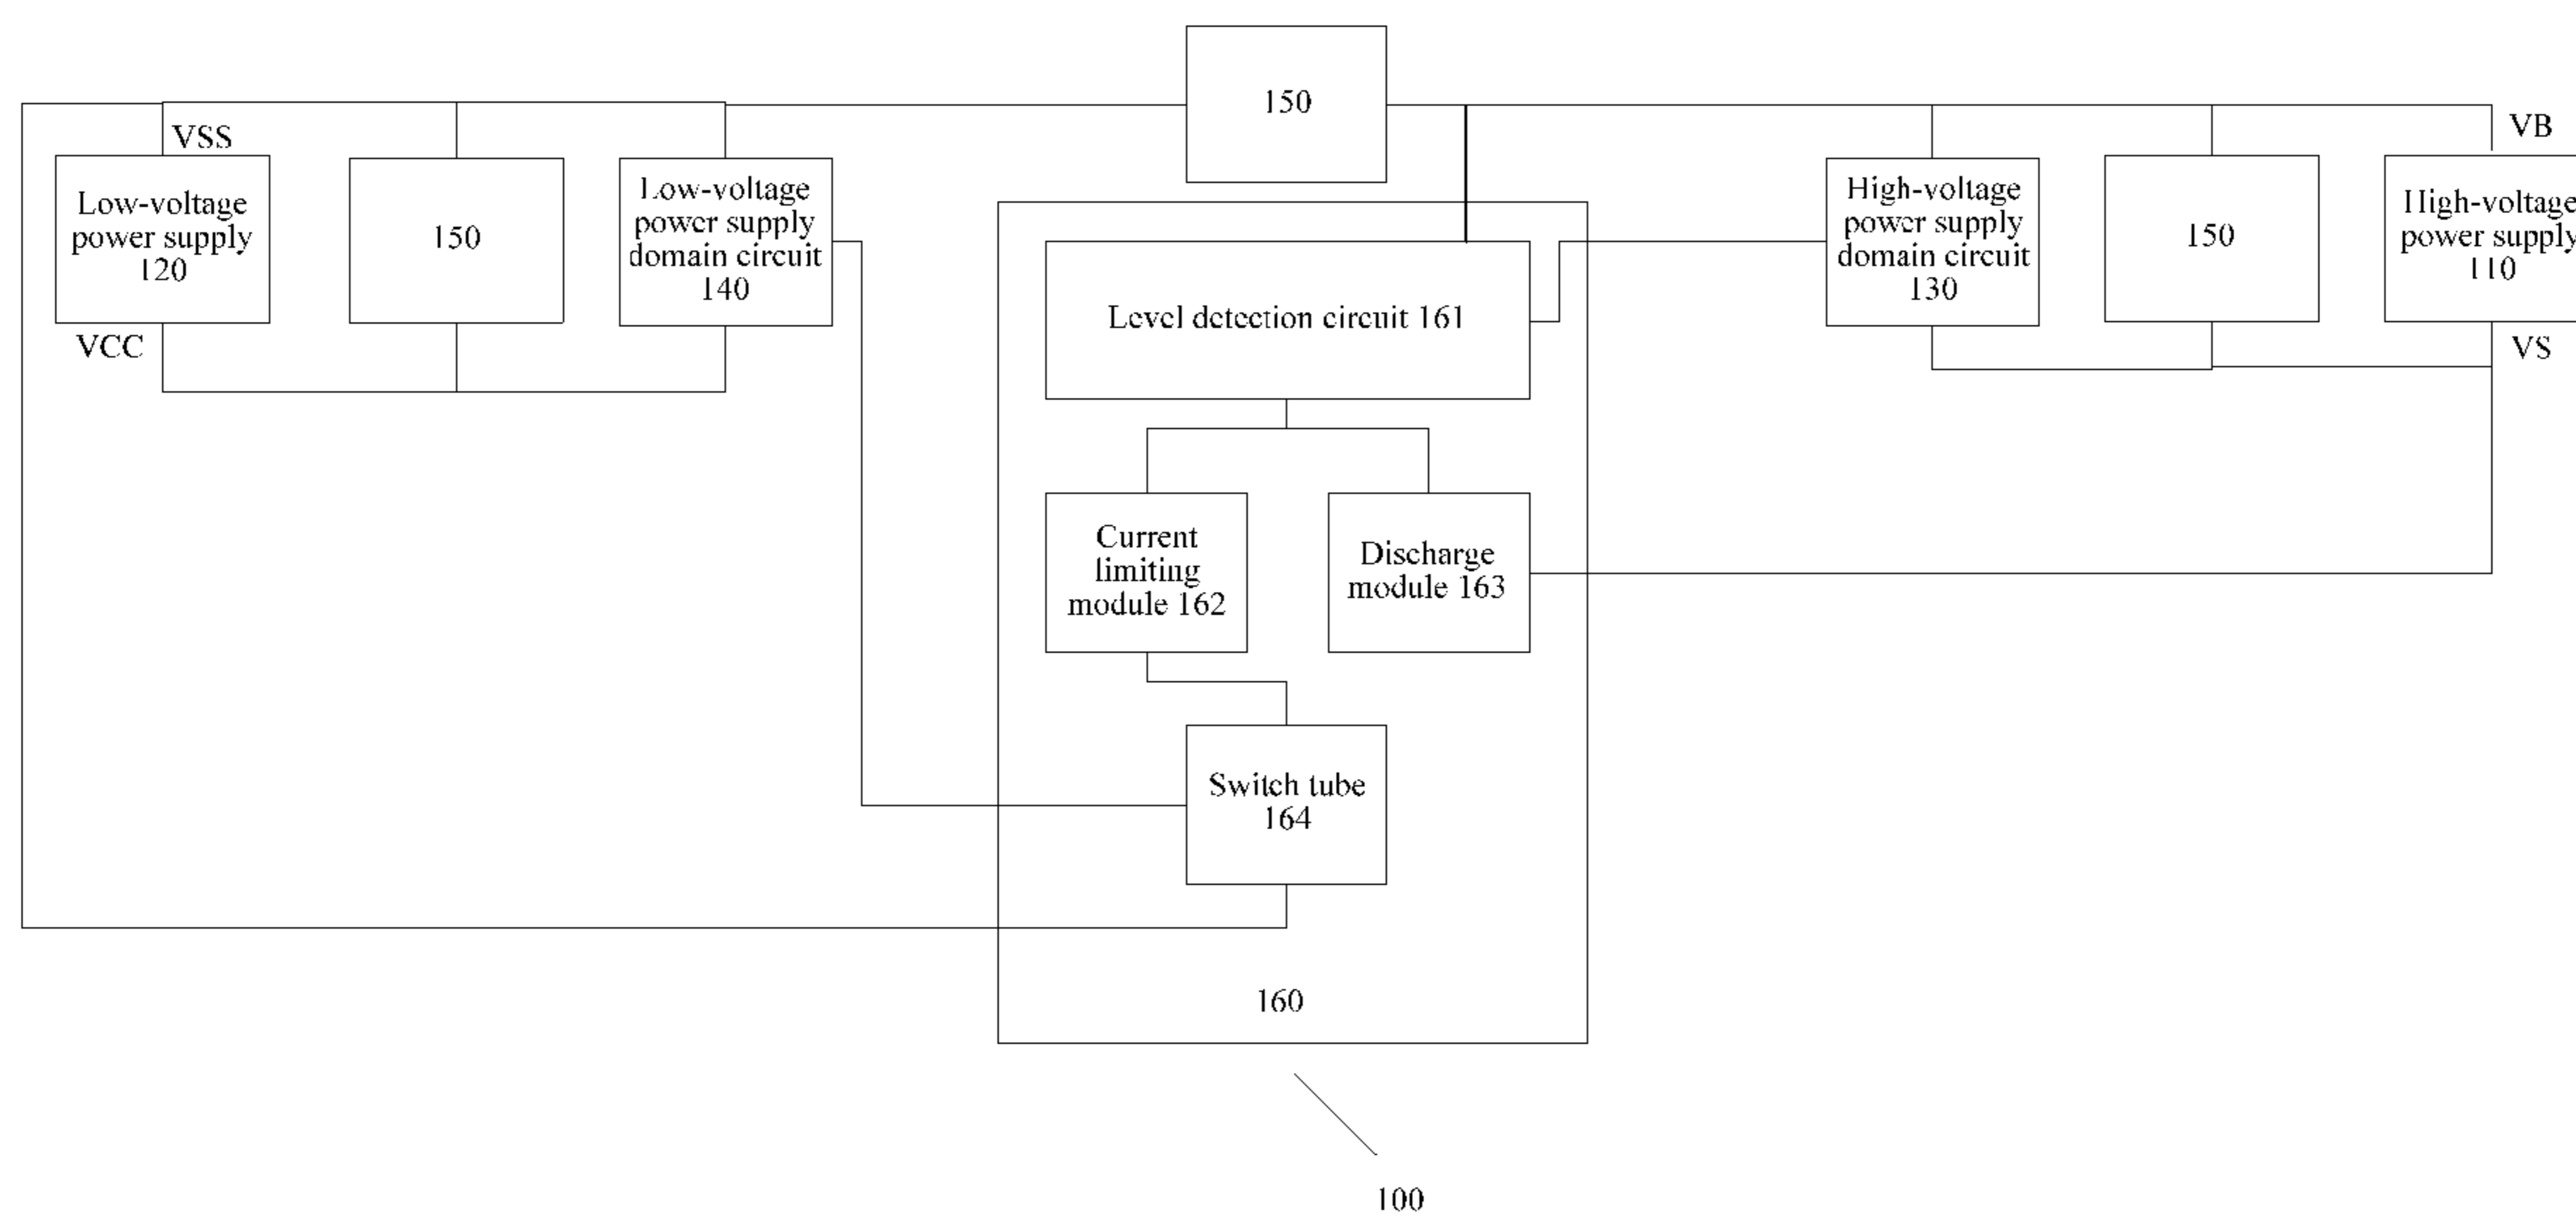 150
VSS
VB
Low-voltage
power supply
120
150
Low-voltage
power supply
domain circuit
140
High-voltage
power supply
domain circuit
130
150
High-voltage
power supply
110
Level detection circuit 161
VCC
VS
Current
limiting
module 162
Discharge
module 163
Switch tube
164
160
100